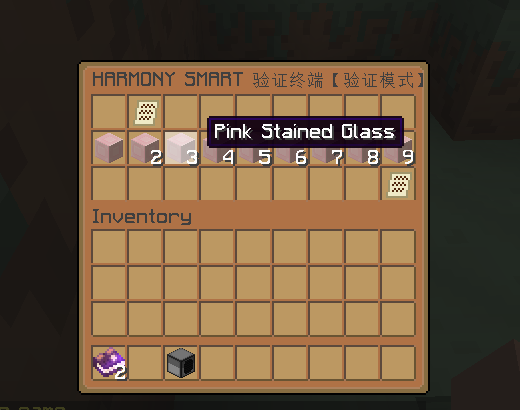 HARMONY SMART 验证终端【验证模式】
Pink Stained Glass
2 3 4 5 6 7 8 9
Inventory
2